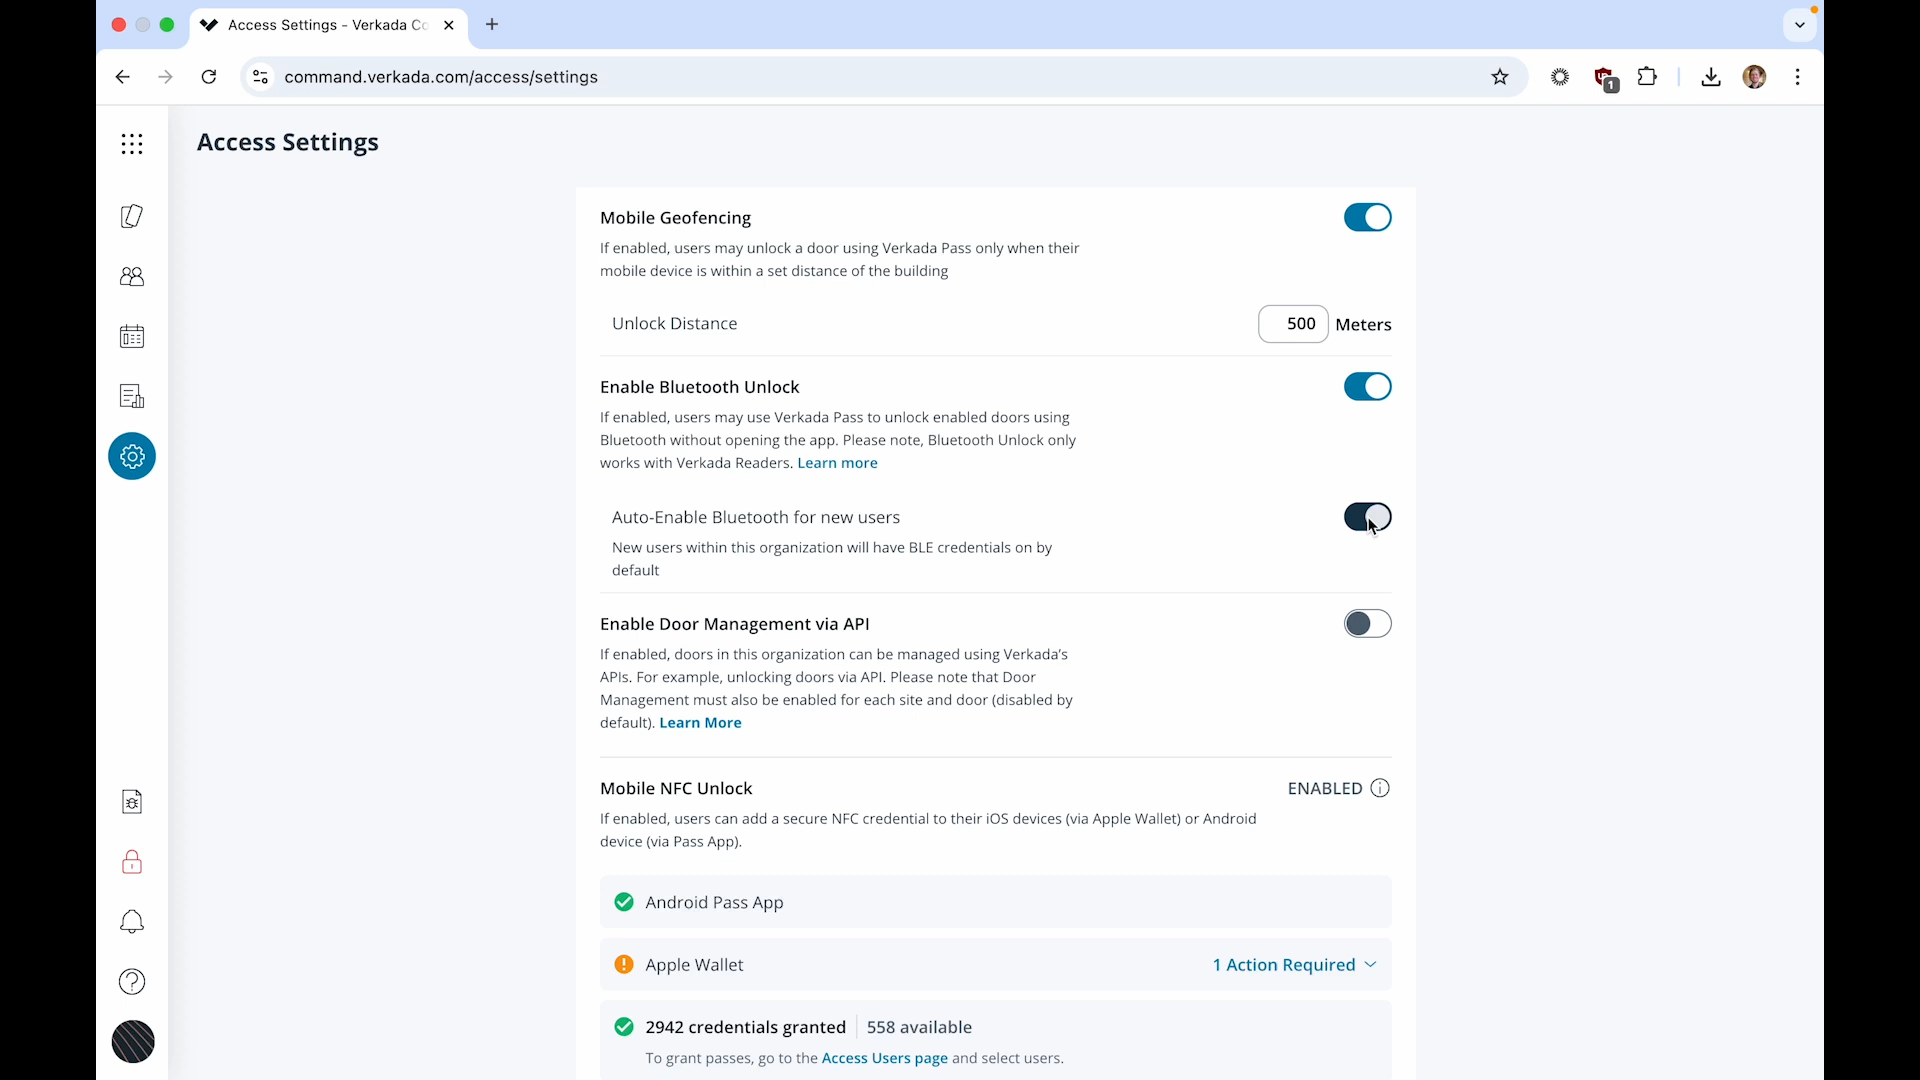 Access Settings - Verkada Co
command.verkada.com/access/settings
1
Access Settings
Mobile Geofencing
If enabled, users may unlock a door using Verkada Pass only when their
mobile device is within a set distance of the building
Unlock Distance
500 Meters
Enable Bluetooth Unlock
If enabled, users may use Verkada Pass to unlock enabled doors using
Bluetooth without opening the app. Please note, Bluetooth Unlock only
works with Verkada Readers. Learn more
Auto-Enable Bluetooth for new users
New users within this organization will have BLE credentials on by
default
Enable Door Management via API
If enabled, doors in this organization can be managed using Verkada’s
APIs. For example, unlocking doors via API. Please note that Door
Management must also be enabled for each site and door (disabled by
default). Learn More
Mobile NFC Unlock
ENABLED
If enabled, users can add a secure NFC credential to their iOS devices (via Apple Wallet) or Android
device (via Pass App).
Android Pass App
Apple Wallet
1 Action Required
2942 credentials granted 558 available
To grant passes, go to the Access Users page and select users.